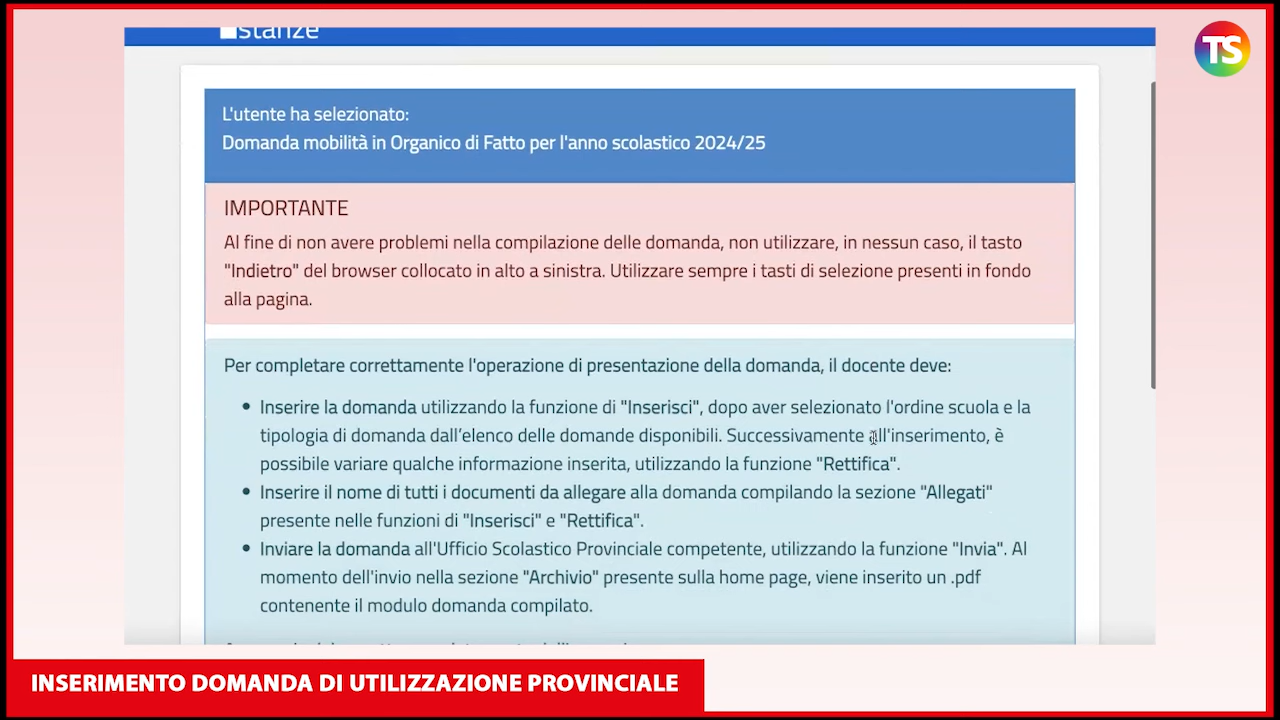 stanze
TS
L'utente ha selezionato:
Domanda mobilità in Organico di Fatto per l'anno scolastico 2024/25
IMPORTANTE
Al fine di non avere problemi nella compilazione delle domanda, non utilizzare, in nessun caso, il tasto
"Indietro" del browser collocato in alto a sinistra. Utilizzare sempre i tasti di selezione presenti in fondo
alla pagina.
Per completare correttamente l'operazione di presentazione della domanda, il docente deve:
• Inserire la domanda utilizzando la funzione di "Inserisci", dopo aver selezionato l'ordine scuola e la
tipologia di domanda dall’elenco delle domande disponibili. Successivamente all'inserimento, è
possibile variare qualche informazione inserita, utilizzando la funzione "Rettifica".
• Inserire il nome di tutti i documenti da allegare alla domanda compilando la sezione "Allegati"
presente nelle funzioni di "Inserisci" e "Rettifica".
• Inviare la domanda all'Ufficio Scolastico Provinciale competente, utilizzando la funzione "Invia". Al
momento dell'invio nella sezione "Archivio" presente sulla home page, viene inserito un .pdf
contenente il modulo domanda compilato.
INSERIMENTO DOMANDA DI UTILIZZAZIONE PROVINCIALE